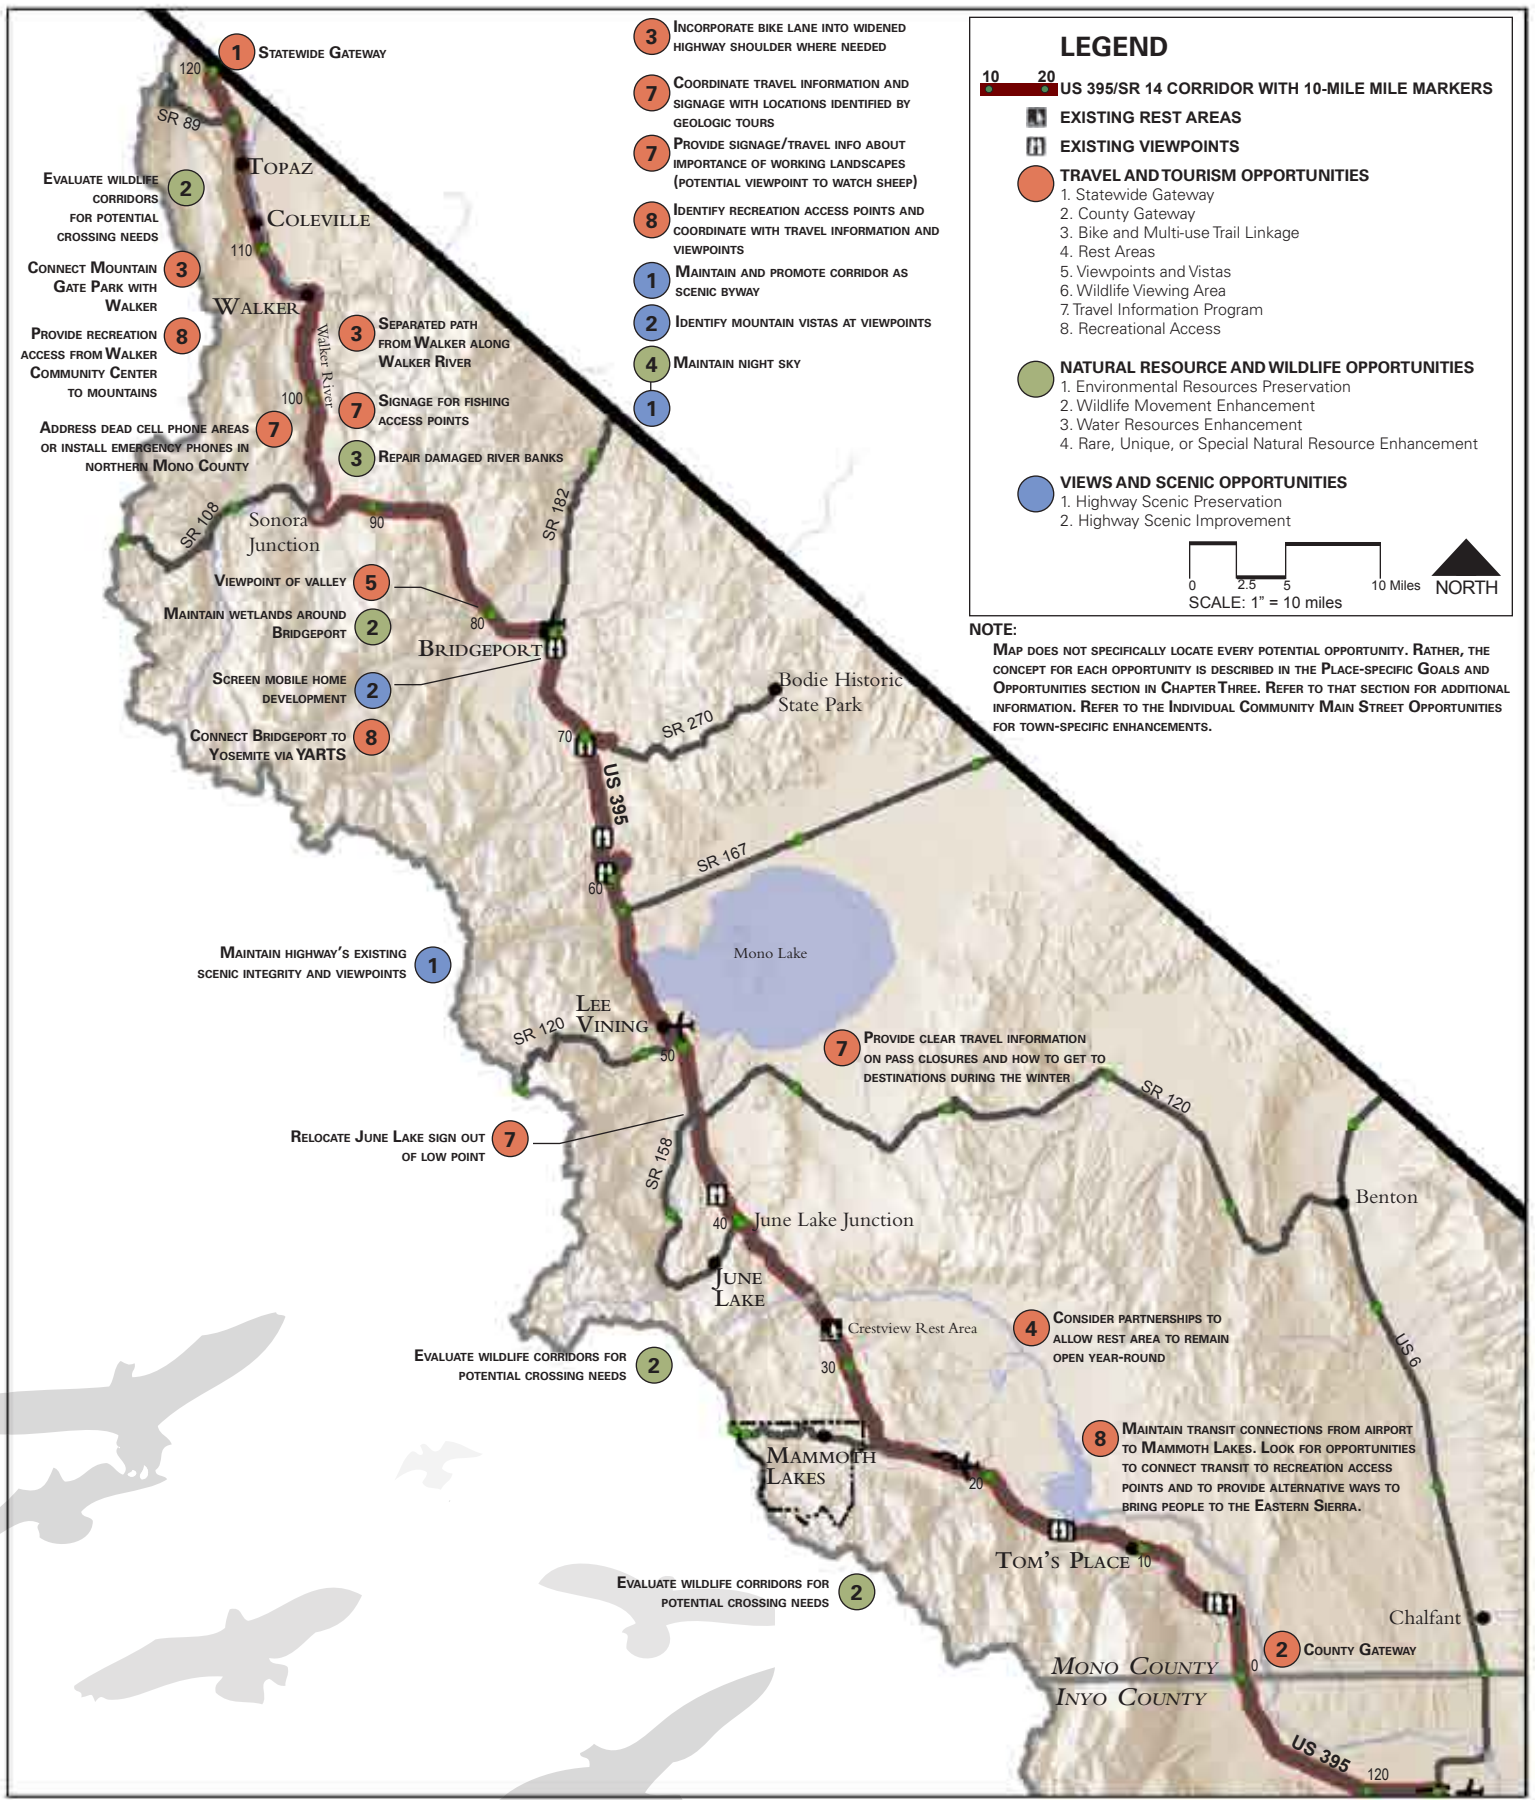 1 Statewide Gateway
120
SR 89
Topaz
Evaluate wildlife
corridors
for potential
crossing needs
2
Coleville
110
Connect Mountain
Gate Park with
Walker
3
Walker
Walker River
Provide recreation
access from Walker
Community Center
to mountains
8
3
Separated path
from Walker along
Walker River
100
7
Signage for fishing
access points
Address dead cell phone areas
or install emergency phones in
northern Mono County
7
3 Repair damaged river banks
3
Incorporate bike lane into widened
highway shoulder where needed
7
Coordinate travel information and
signage with locations identified by
geologic tours
7
Provide signage/travel info about
importance of working landscapes
(potential viewpoint to watch sheep)
8
Identify recreation access points and
coordinate with travel information and
viewpoints
1
Maintain and promote corridor as
scenic byway
2 Identify mountain vistas at viewpoints
4 Maintain night sky
1
LEGEND
10 20
US 395/SR 14 CORRIDOR WITH 10-MILE MILE MARKERS
EXISTING REST AREAS
EXISTING VIEWPOINTS
TRAVEL AND TOURISM OPPORTUNITIES
1. Statewide Gateway
2. County Gateway
3. Bike and Multi-use Trail Linkage
4. Rest Areas
5. Viewpoints and Vistas
6. Wildlife Viewing Area
7. Travel Information Program
8. Recreational Access
NATURAL RESOURCE AND WILDLIFE OPPORTUNITIES
1. Environmental Resources Preservation
2. Wildlife Movement Enhancement
3. Water Resources Enhancement
4. Rare, Unique, or Special Natural Resource Enhancement
VIEWS AND SCENIC OPPORTUNITIES
1. Highway Scenic Preservation
2. Highway Scenic Improvement
0 2.5 5 10 Miles
SCALE: 1" = 10 miles
NORTH
NOTE:
Map does not specifically locate every potential opportunity. Rather, the
concept for each opportunity is described in the Place-specific Goals and
Opportunities section in Chapter Three. Refer to that section for additional
information. Refer to the Individual Community Main Street Opportunities
for town-specific enhancements.
SR 108
Sonora
Junction
90
SR 182
Viewpoint of valley 5
80
Maintain wetlands around
Bridgeport
2
Bridgeport
Screen mobile home
development
2
Connect Bridgeport to
Yosemite via YARTS
8
Bodie Historic
State Park
SR 270
70
US 395
SR 167
60
Mono Lake
Maintain highway's existing
scenic integrity and viewpoints
1
Lee
Vining
SR 120
50
7
Provide clear travel information
on pass closures and how to get to
destinations during the winter
SR 120
Relocate June Lake sign out
of low point
7
SR 158
Benton
40
June Lake Junction
June
Lake
Crestview Rest Area
4
Consider partnerships to
allow rest area to remain
open year-round
US 6
Evaluate wildlife corridors for
potential crossing needs
2
30
Mammoth
Lakes
8
Maintain transit connections from airport
to Mammoth Lakes. Look for opportunities
to connect transit to recreation access
points and to provide alternative ways to
bring people to the Eastern Sierra.
20
Tom's Place
10
Evaluate wildlife corridors for
potential crossing needs
2
Chalfant
2 County Gateway
0
Mono County
Inyo County
US 395
120